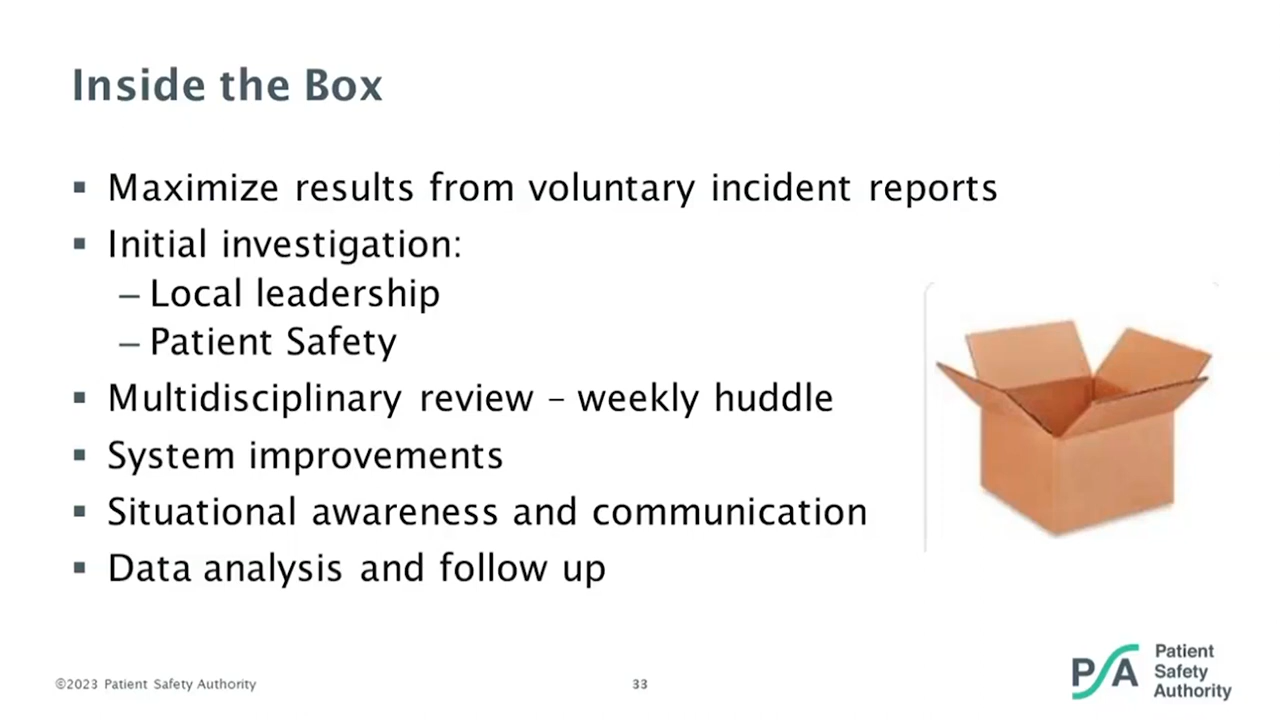 Inside the Box
▪ Maximize results from voluntary incident reports
▪ Initial investigation:
– Local leadership
– Patient Safety
▪ Multidisciplinary review – weekly huddle
▪ System improvements
▪ Situational awareness and communication
▪ Data analysis and follow up
©2023 Patient Safety Authority
33
PSA
Patient
Safety
Authority